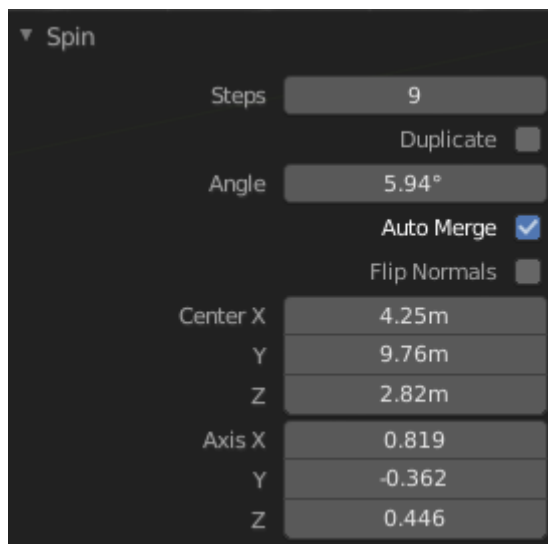 Spin
Steps 9
Duplicate
Angle 5.94°
Auto Merge
Flip Normals
Center X 4.25m
Y 9.76m
Z 2.82m
Axis X 0.819
Y -0.362
Z 0.446